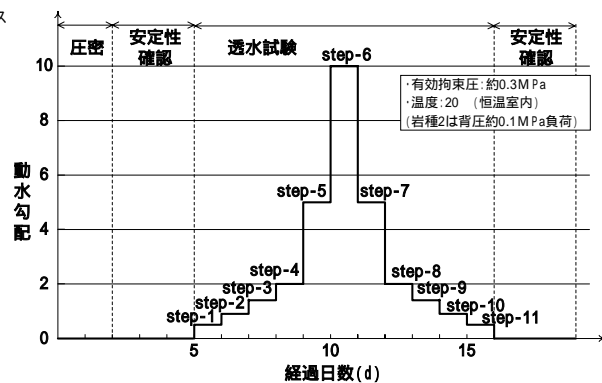 ス
圧密
安定性
確認
透水試験
安定性
確認
step-6
・有効拘束圧:約0.3MPa
・温度:20 (恒温室内)
(岩種2は背圧約0.1MPa負荷)
step-5
step-7
step-4
step-8
step-3
step-9
step-2
step-10
step-1
step-11
動水勾配
10
8
6
4
2
0
5
10
15
経過日数(d)